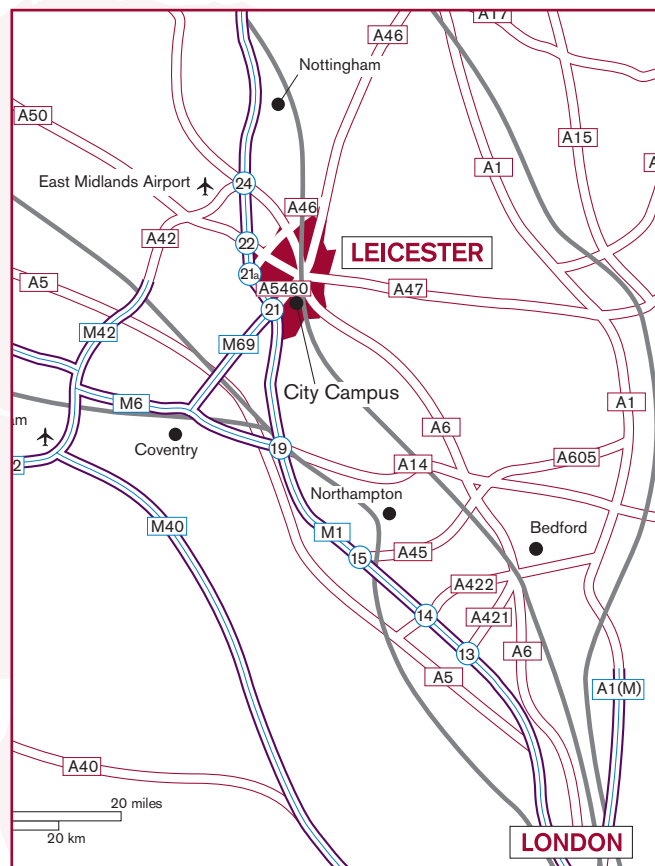 A46
A17
Nottingham
A50
A15
A1
A
East Midlands Airport
24
A46
A42
22
LEICESTER
21a
A5
A5460
A47
21
M42
M69
City Campus
M6
A1
am
A6
Coventry
19
A14
A605
2
Northampton
M40
M1
Bedford
15
A45
A422
14
A421
13
A6
A5
A1(M)
A40
20 miles
20 km
LONDON